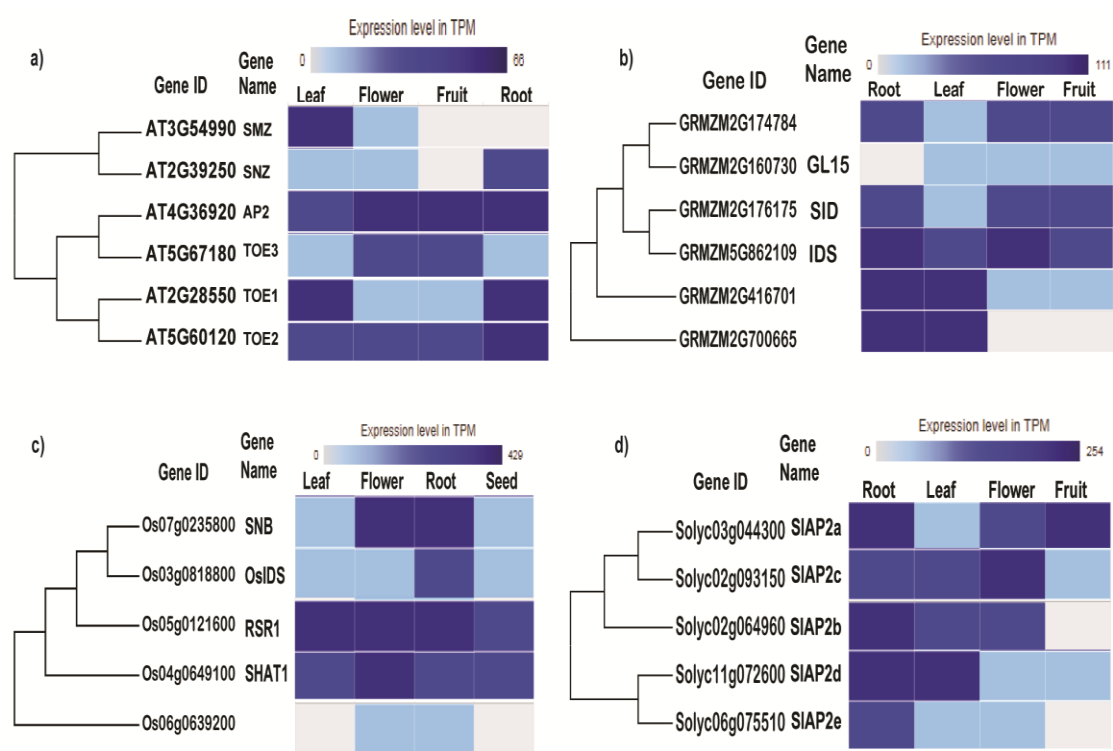 a)
Expression level in TPM
0 66
Gene ID Gene Name Leaf Flower Fruit Root
AT3G54990 SMZ
AT2G39250 SNZ
AT4G36920 AP2
AT5G67180 TOE3
AT2G28550 TOE1
AT5G60120 TOE2
b)
Expression level in TPM
0 111
Gene ID Gene Name Root Leaf Flower Fruit
GRMZM2G174784
GRMZM2G160730 GL15
GRMZM2G176175 SID
GRMZM5G862109 IDS
GRMZM2G416701
GRMZM2G700665
c)
Expression level in TPM
0 429
Gene ID Gene Name Leaf Flower Root Seed
Os07g0235800 SNB
Os03g0818800 OsIDS
Os05g0121600 RSR1
Os04g0649100 SHAT1
Os06g0639200
d)
Expression level in TPM
0 254
Gene ID Gene Name Root Leaf Flower Fruit
Solyc03g044300 SlAP2a
Solyc02g093150 SlAP2c
Solyc02g064960 SlAP2b
Solyc11g072600 SlAP2d
Solyc06g075510 SlAP2e